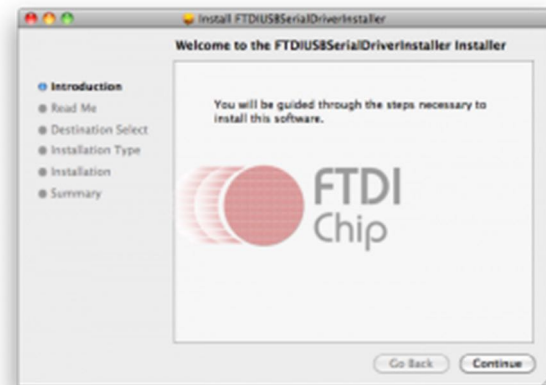 Install FTDIUSBSerialDriverInstaller
Welcome to the FTDIUSBSerialDriverInstaller Installer
Introduction
Read Me
Destination Select
Installation Type
Installation
Summary
You will be guided through the steps necessary to
install this software.
FTDI
Chip
Go Back
Continue